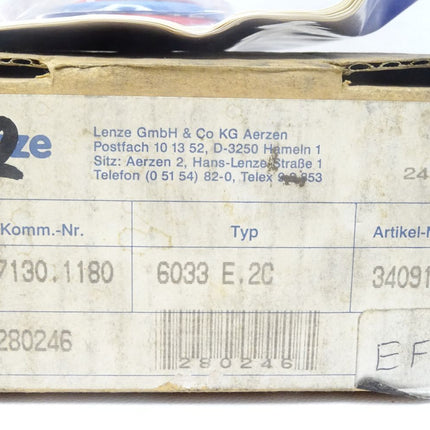 Lenze GmbH & Co KG Aerzen
Postfach 10 13 52, D-3250 Hameln 1
Sitz: Aerzen 2, Hans-Lenze-Straße 1
Telefon (0 51 54) 82-0, Telex
ze
24
Komm.-Nr. Typ Artikel-N
7130.1180 6033 E.2C 34091
280246
280246
EF